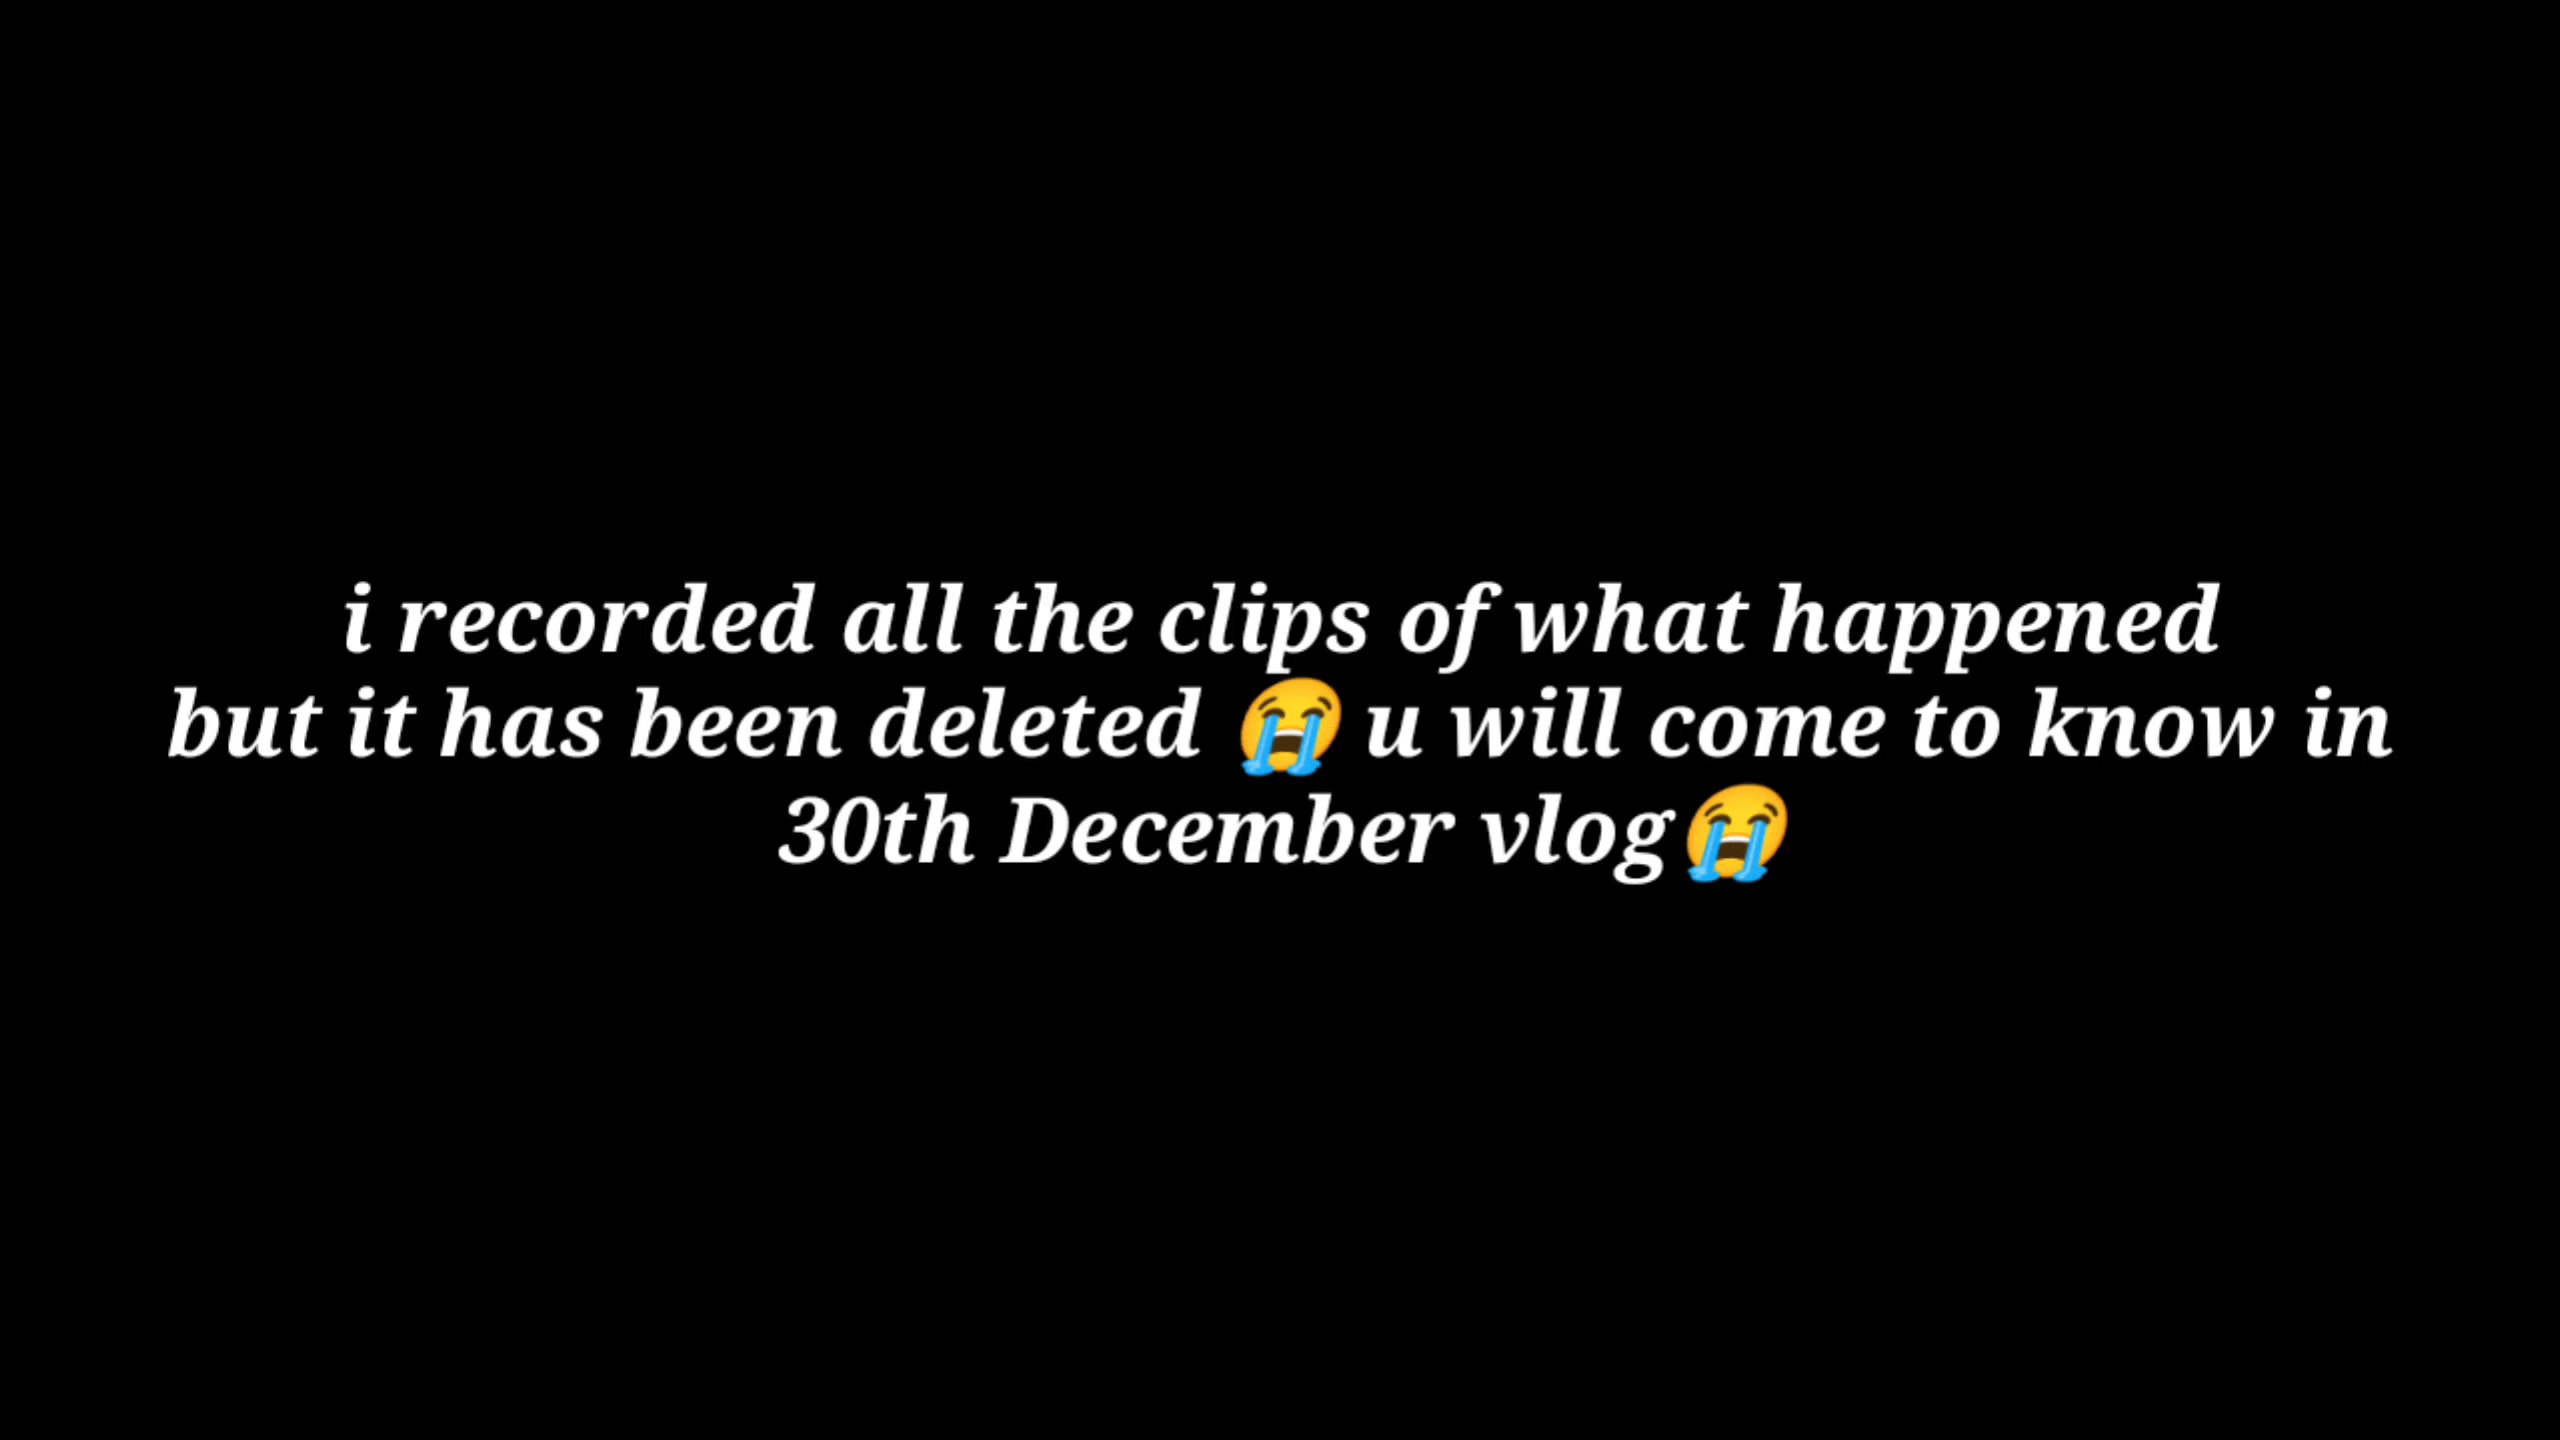 i recorded all the clips of what happened
but it has been deleted 😭 u will come to know in
30th December vlog😭